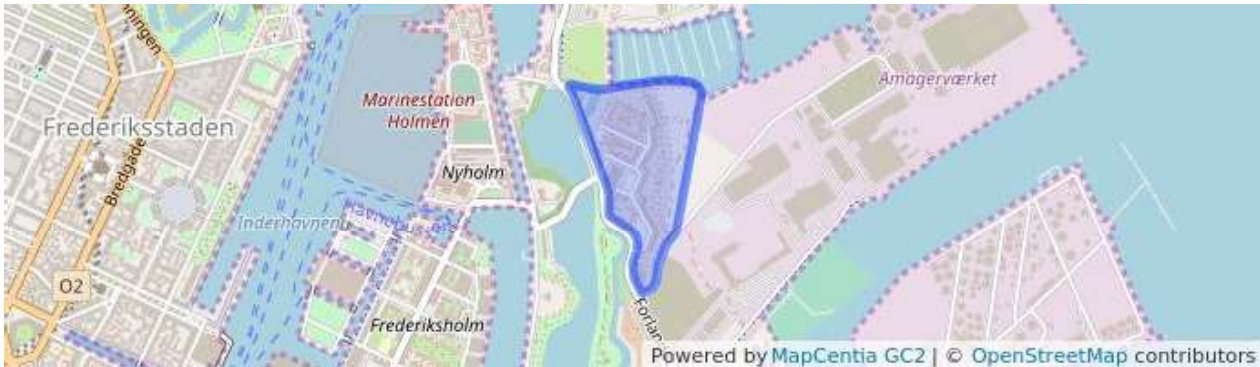 Marinestation
Holmen
Amagerværket
Frederiksstaden
Bredgade
Nyholm
Inderhavnen
O2
Frederiksholm
Powered by MapCentia GC2 | © OpenStreetMap contributors